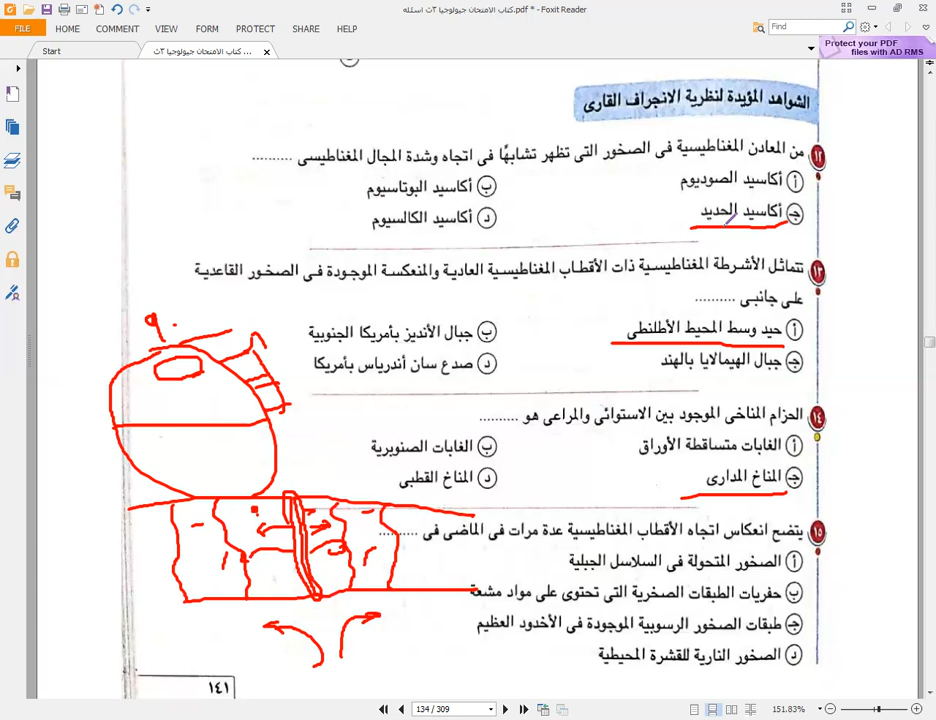 كتاب الامتحان جيولوجيا ٣ث اسئله.pdf * - Foxit Reader
FILE HOME COMMENT VIEW FORM PROTECT SHARE HELP
Find
Start
كتاب الامتحان جيولوجيا ٣ث ...
Protect your PDF
files with AD RMS
الشواهد المؤيدة لنظرية الانجراف القارى
١٢ من المعادن المغناطيسية فى الصخور التى تظهر تشابهًا فى اتجاه وشدة المجال المغناطيسى ..........
أ أكاسيد الصوديوم ب أكاسيد البوتاسيوم
ج أكاسيد الحديد د أكاسيد الكالسيوم
١٣ تتماثل الأشرطة المغناطيسية ذات الأقطاب المغناطيسية العادية والمنعكسة الموجودة فى الصخور القاعدية
على جانبى ..........
أ حيد وسط المحيط الأطلنطى ب جبال الأنديز بأمريكا الجنوبية
ج جبال الهيمالايا بالهند د صدع سان أندرياس بأمريكا
١٤ الحزام المناخى الموجود بين الاستوائى والمراعى هو ..........
أ الغابات متساقطة الأوراق ب الغابات الصنوبرية
ج المناخ المدارى د المناخ القطبى
١٥ يتضح انعكاس اتجاه الأقطاب المغناطيسية عدة مرات فى الماضى فى ..........
أ الصخور المتحولة فى السلاسل الجبلية
ب حفريات الطبقات الصخرية التى تحتوى على مواد مشعة
ج طبقات الصخور الرسوبية الموجودة فى الأخدود العظيم
د الصخور النارية للقشرة المحيطية
١٤١
134 / 309
151.83%